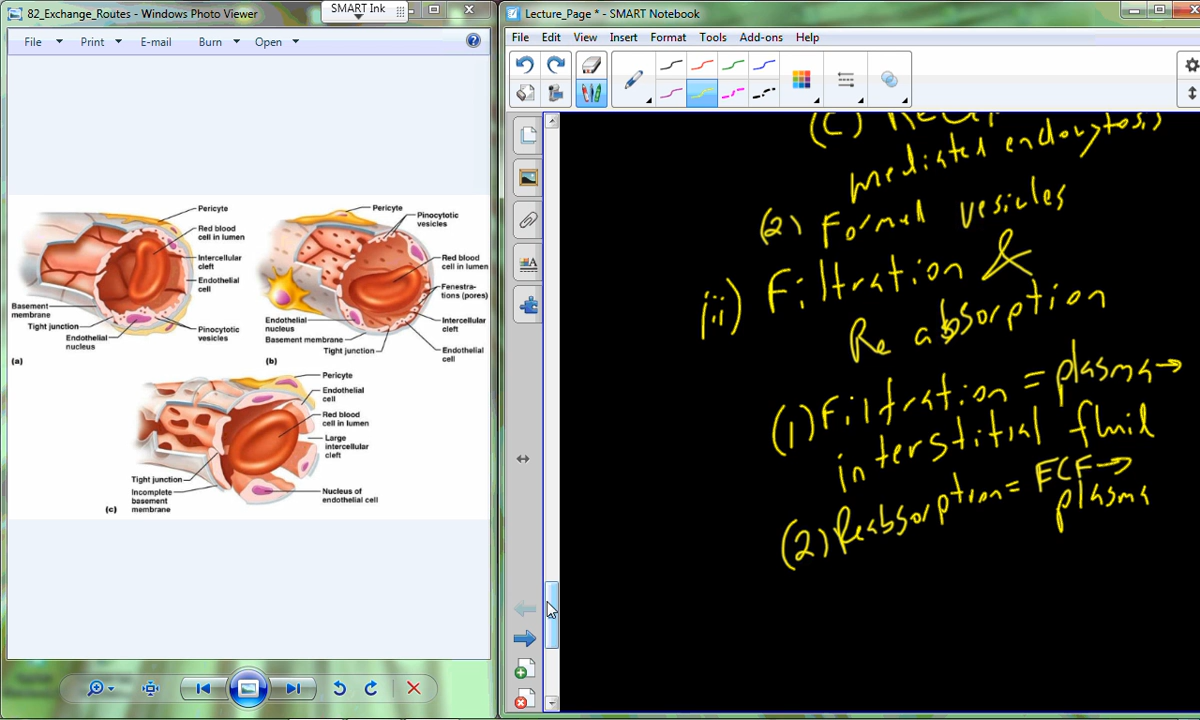 82_Exchange_Routes - Windows Photo Viewer
SMART Ink
File Print E-mail Burn Open
Pericyte
Red blood
cell in lumen
Intercellular
cleft
Endothelial
cell
Basement
membrane
Tight junction
Endothelial
nucleus
Pinocytotic
vesicles
(a)
Pericyte
Pinocytotic
vesicles
Red blood
cell in lumen
Fenestra-
tions (pores)
Intercellular
cleft
Endothelial
nucleus
Basement membrane
Tight junction
Endothelial
cell
(b)
Pericyte
Endothelial
cell
Red blood
cell in lumen
Large
intercellular
cleft
Tight junction
Incomplete
basement
membrane
Nucleus of
endothelial cell
(c)
Lecture_Page * - SMART Notebook
File Edit View Insert Format Tools Add-ons Help
(C)
mediated endocytosis
(2) Formal vesicles
(ii) Filtration &
Re absorption
(1) Filtration = plasma →
interstitial fluid
(2) Reabsorption = ECF →
plasma